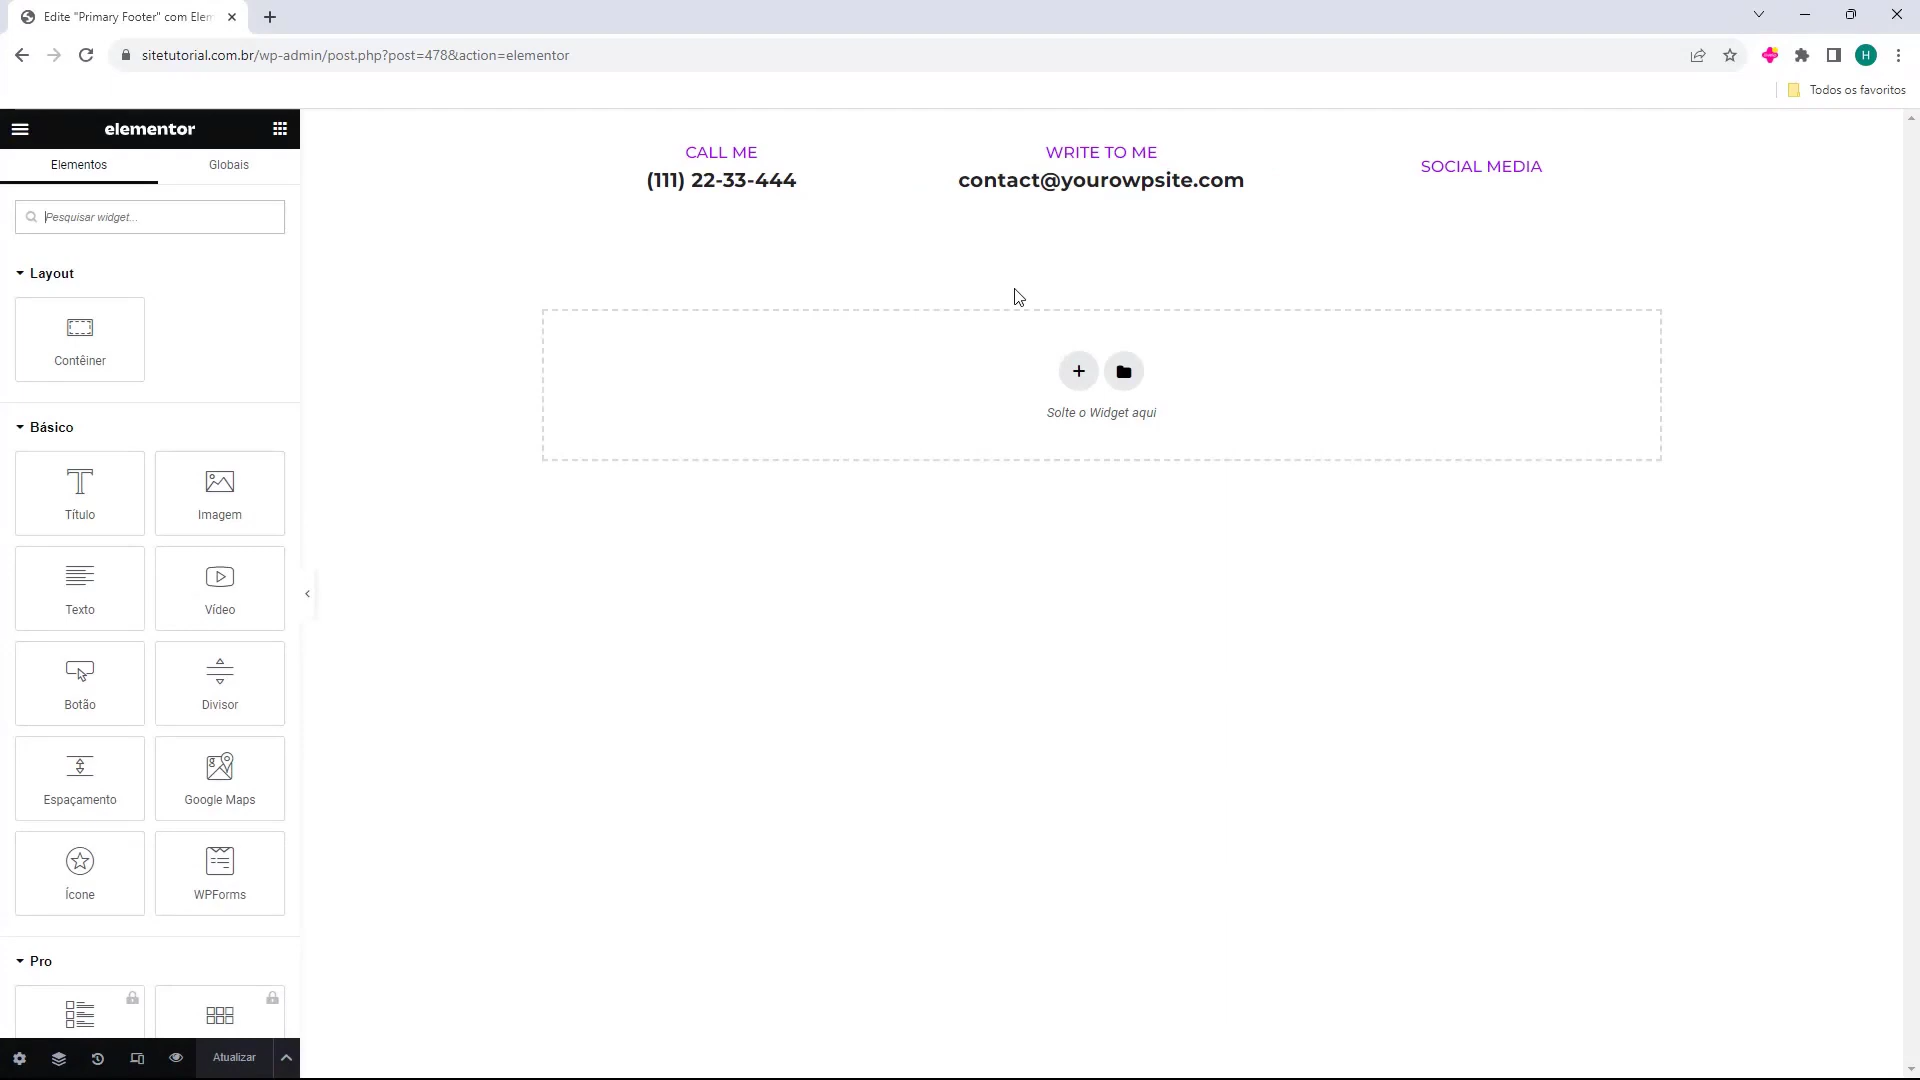 Edite "Primary Footer" com Elem
sitetutorial.com.br/wp-admin/post.php?post=478&action=elementor
H
Todos os favoritos
elementor
Elementos
Globais
Pesquisar widget...
Layout
Contêiner
Básico
Título
Imagem
Texto
Vídeo
Botão
Divisor
Espaçamento
Google Maps
Ícone
WPForms
Pro
Atualizar
CALL ME
(111) 22-33-444
WRITE TO ME
contact@yourowpsite.com
SOCIAL MEDIA
Solte o Widget aqui